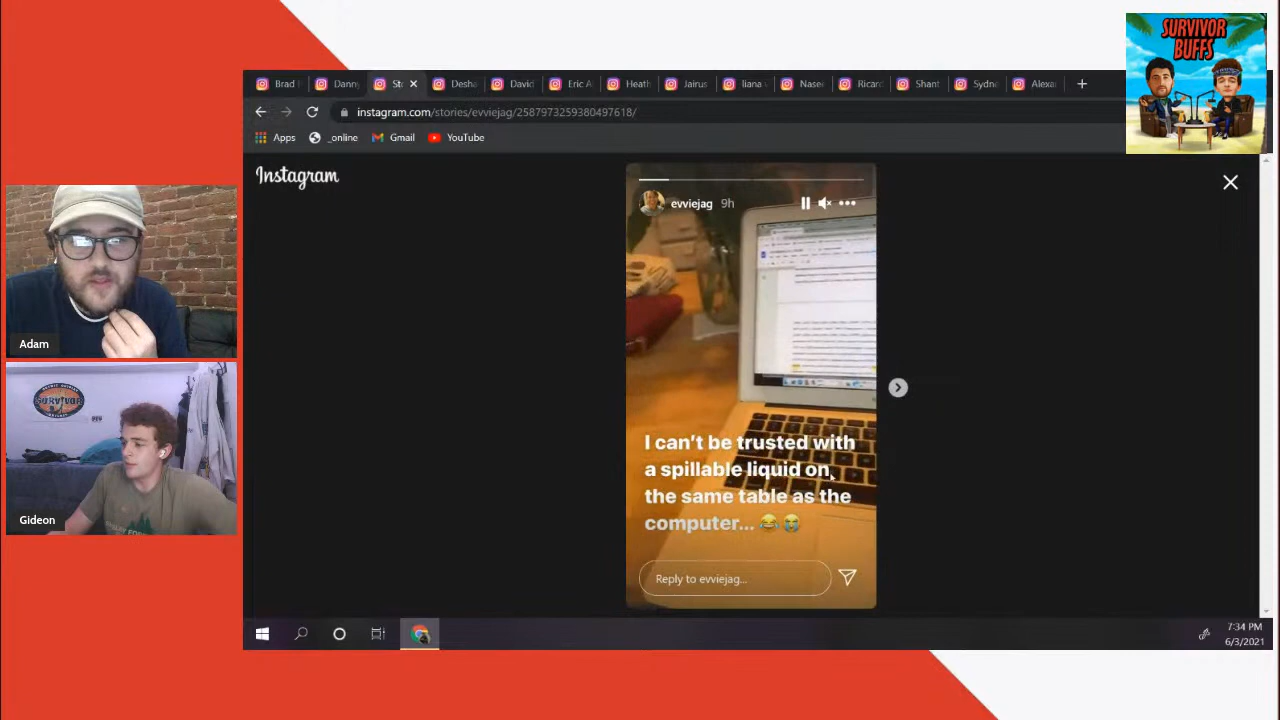 SURVIVOR
BUFFS
Brad
Danny
Sto
Desha
David
Eric A
Heath
Jairus
liana
Nasee
Ricard
Shant
Sydne
Alexa
instagram.com/stories/evviejag/2587973259380497618/
Apps
_online
Gmail
YouTube
Instagram
evviejag 9h
I can't be trusted with
a spillable liquid on
the same table as the
computer... 😂 😭
Reply to evviejag...
Adam
SURVIVOR
Gideon
7:34 PM
6/3/2021